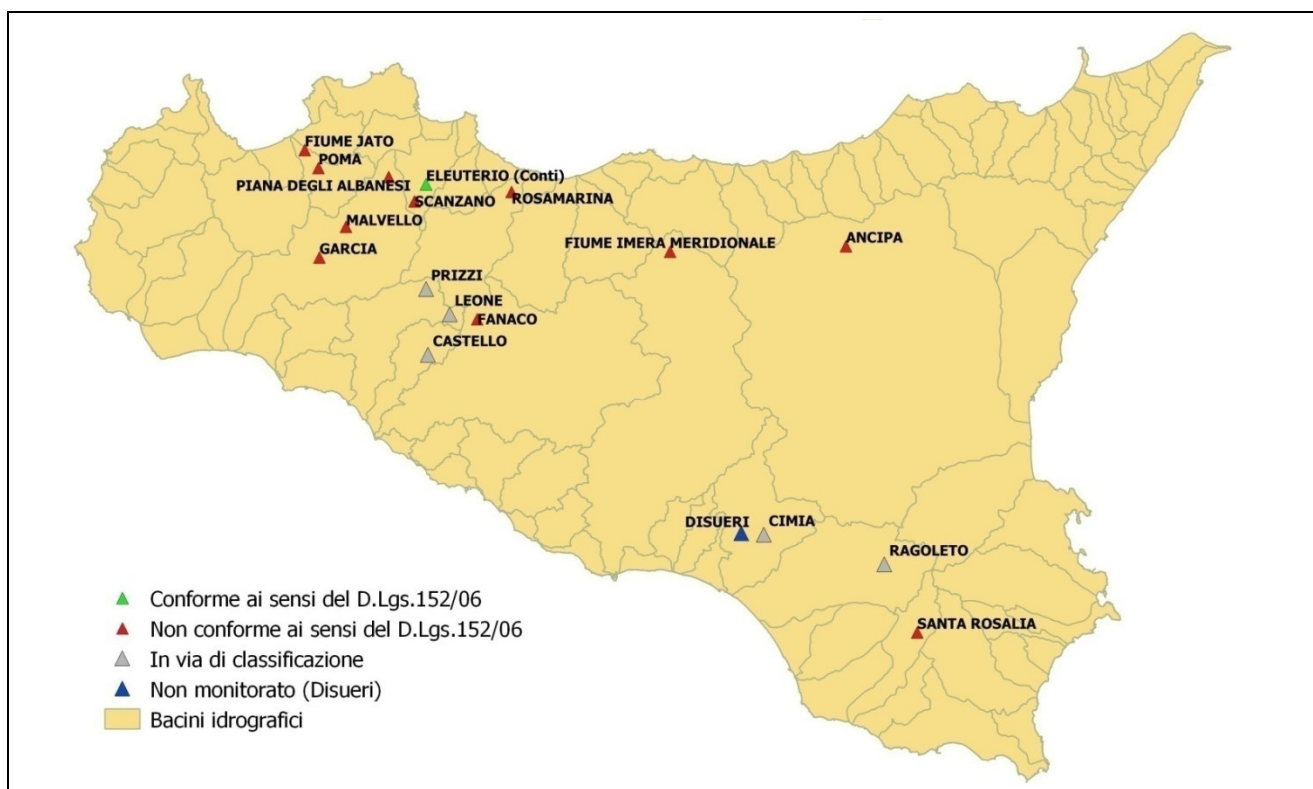 FIUME JATO
POMA
PIANA DEGLI ALBANESI
ELEUTERIO (Conti)
SCANZANO
ROSAMARINA
MALVELLO
GARCIA
FIUME IMERA MERIDIONALE
ANCIPA
PRIZZI
LEONE
FANACO
CASTELLO
DISUERI
CIMIA
RAGOLETO
SANTA ROSALIA
Conforme ai sensi del D.Lgs.152/06
Non conforme ai sensi del D.Lgs.152/06
In via di classificazione
Non monitorato (Disueri)
Bacini idrografici